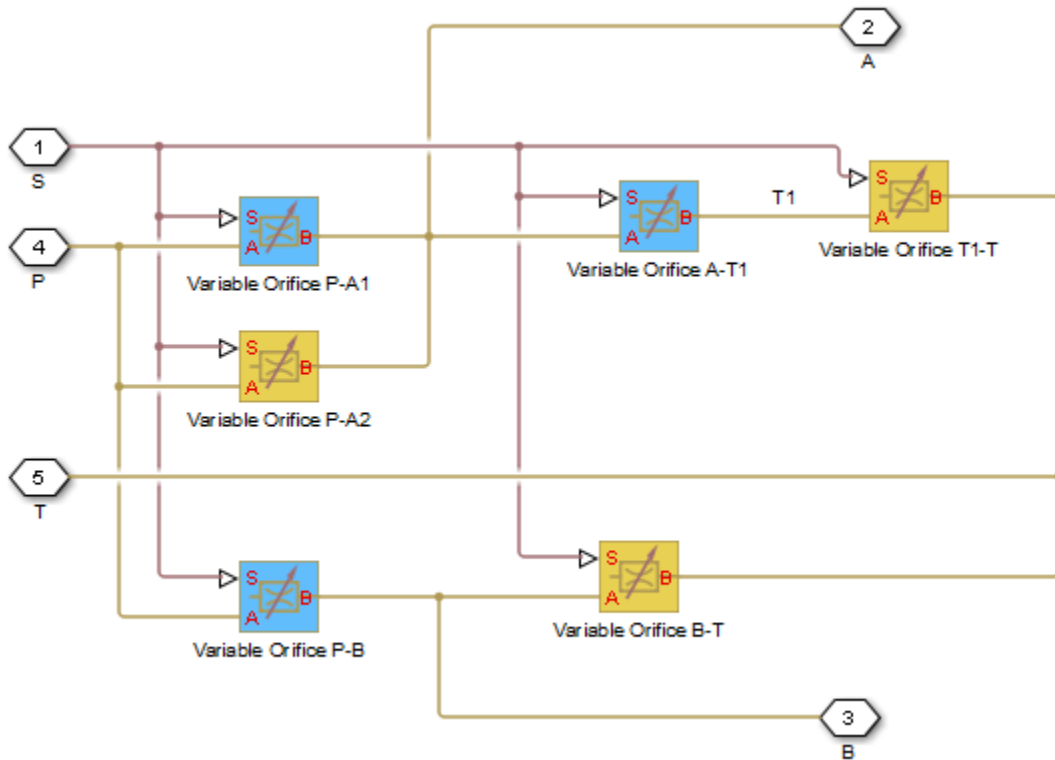 2
A
1
S
S
A
B
Variable Orifice P-A1
S
A
B
Variable Orifice A-T1
T1
S
A
B
Variable Orifice T1-T
4
P
S
A
B
Variable Orifice P-A2
5
T
S
A
B
Variable Orifice P-B
S
A
B
Variable Orifice B-T
3
B